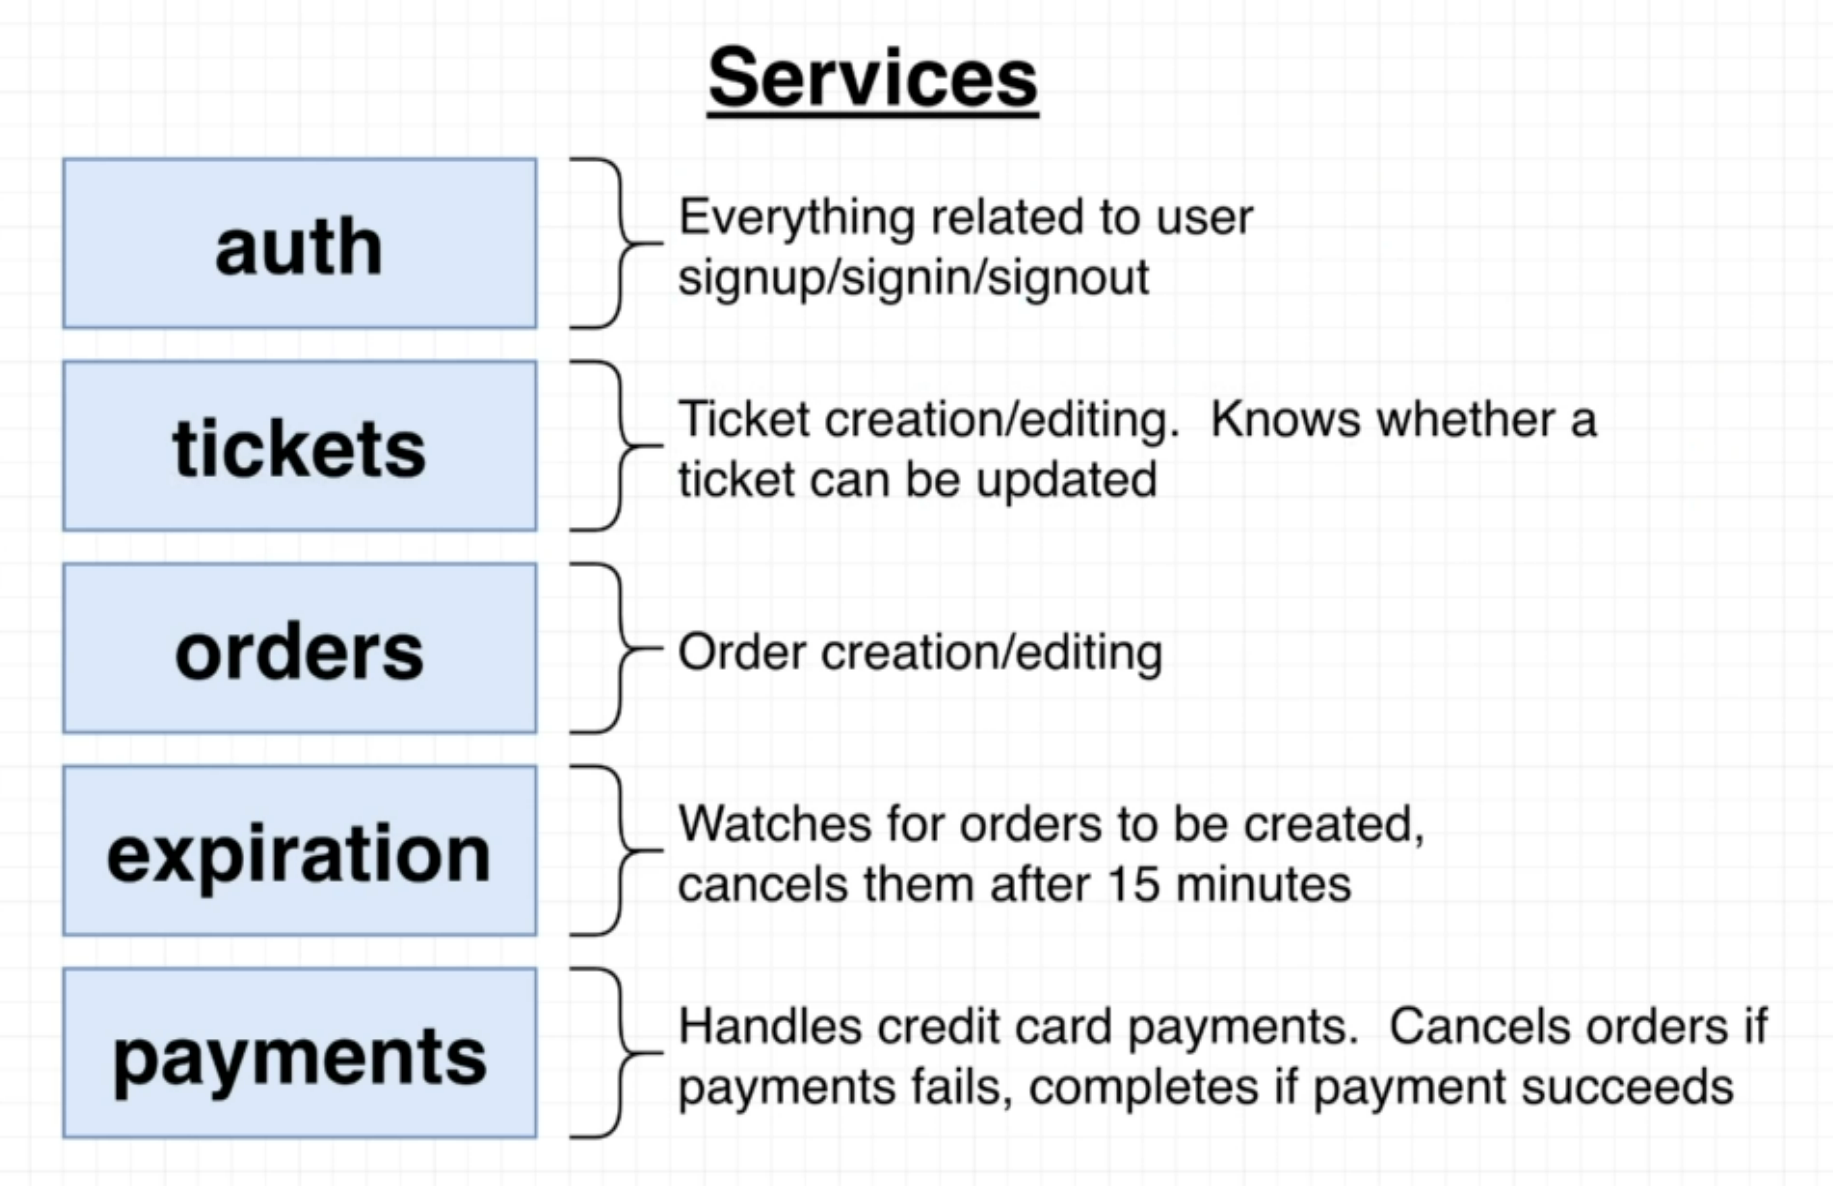 Services
auth
Everything related to user
signup/signin/signout
tickets
Ticket creation/editing.  Knows whether a
ticket can be updated
orders
Order creation/editing
expiration
Watches for orders to be created,
cancels them after 15 minutes
payments
Handles credit card payments.  Cancels orders if
payments fails, completes if payment succeeds